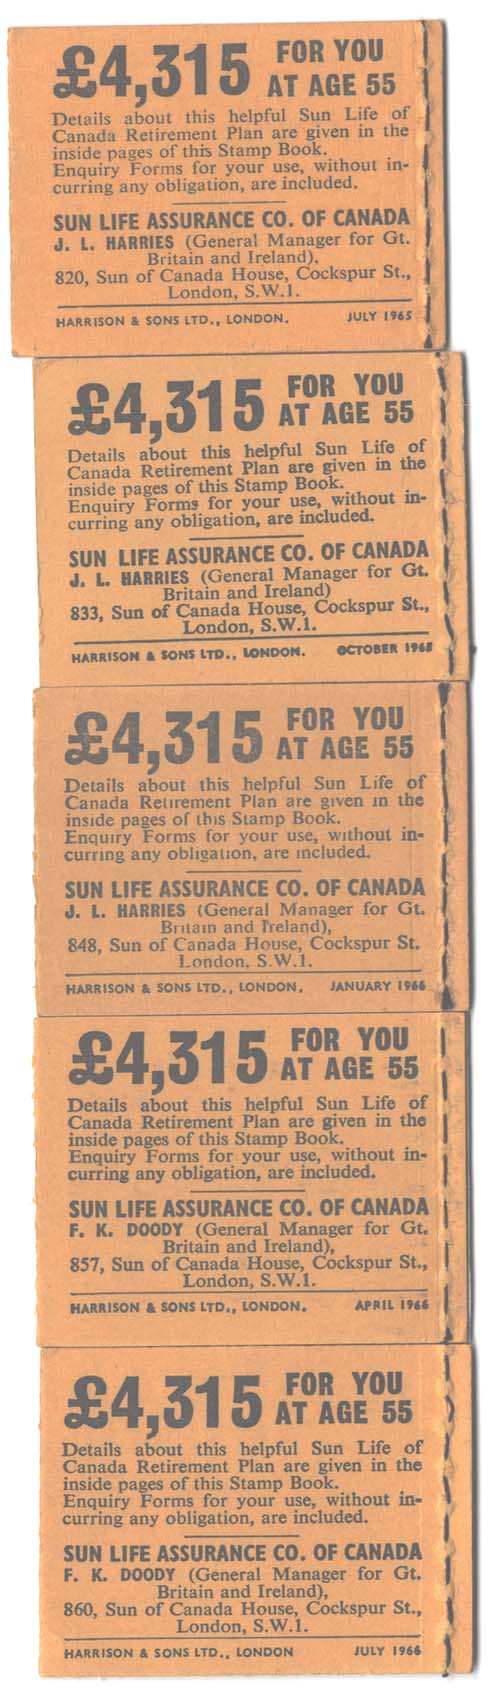 £4,315 FOR YOU
AT AGE 55
Details about this helpful Sun Life of
Canada Retirement Plan are given in the
inside pages of this Stamp Book.
Enquiry Forms for your use, without in-
curring any obligation, are included.
SUN LIFE ASSURANCE CO. OF CANADA
J. L. HARRIES (General Manager for Gt.
Britain and Ireland).
820, Sun of Canada House, Cockspur St.,
London, S.W.1.
HARRISON & SONS LTD., LONDON. JULY 1965
£4,315 FOR YOU
AT AGE 55
Details about this helpful Sun Life of
Canada Retirement Plan are given in the
inside pages of this Stamp Book.
Enquiry Forms for your use, without in-
curring any obligation, are included.
SUN LIFE ASSURANCE CO. OF CANADA
J. L. HARRIES (General Manager for Gt.
Britain and Ireland)
833, Sun of Canada House, Cockspur St.,
London, S.W.1.
HARRISON & SONS LTD., LONDON. OCTOBER 1965
£4,315 FOR YOU
AT AGE 55
Details about this helpful Sun Life of
Canada Retirement Plan are given in the
inside pages of this Stamp Book.
Enquiry Forms for your use, without in-
curring any obligation, are included.
SUN LIFE ASSURANCE CO. OF CANADA
J. L. HARRIES (General Manager for Gt.
Britain and Ireland),
848, Sun of Canada House, Cockspur St.
London, S.W.1.
HARRISON & SONS LTD., LONDON. JANUARY 1966
£4,315 FOR YOU
AT AGE 55
Details about this helpful Sun Life of
Canada Retirement Plan are given in the
inside pages of this Stamp Book.
Enquiry Forms for your use, without in-
curring any obligation, are included.
SUN LIFE ASSURANCE CO. OF CANADA
F. K. DOODY (General Manager for Gt.
Britain and Ireland),
857, Sun of Canada House, Cockspur St.,
London, S.W.1.
HARRISON & SONS LTD., LONDON. APRIL 1966
£4,315 FOR YOU
AT AGE 55
Details about this helpful Sun Life of
Canada Retirement Plan are given in the
inside pages of this Stamp Book.
Enquiry Forms for your use, without in-
curring any obligation, are included.
SUN LIFE ASSURANCE CO. OF CANADA
F. K. DOODY (General Manager for Gt.
Britain and Ireland),
860, Sun of Canada House, Cockspur St.,
London, S.W.1.
HARRISON & SONS LTD., LONDON JULY 1966